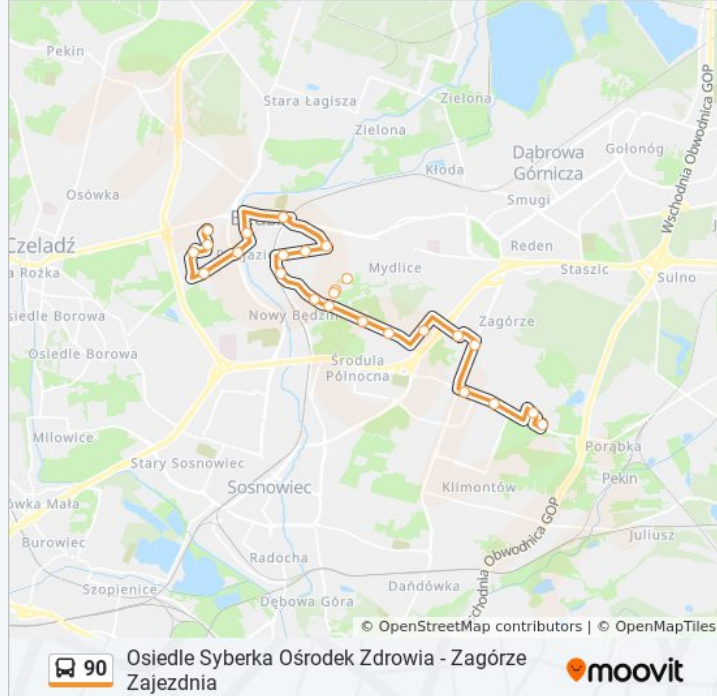 Pekin
Stara Łagisza
Zielona
Zielona
Dąbrowa
Górnicza
Gołonóg
Wschodnia Obwodnica GOP
Kłoda
Smugi
Osówka
Czeladź
a Rożka
Reden
Staszic
Sulno
Mydlice
siedle Borowa
Nowy Będzin
Zagórze
Osiedle Borowa
Środula
Północna
Milowice
Stary Sosnowiec
Porąbka
Pekin
Sosnowiec
Klimontów
ówka Mała
Burowiec
Juliusz
Radocha
Szopienice
Dańdówka
Dębowa Góra
chodnia Obwodnica GOP
© OpenStreetMap contributors | © OpenMapTiles
90
Osiedle Syberka Ośrodek Zdrowia - Zagórze
Zajezdnia
moovit